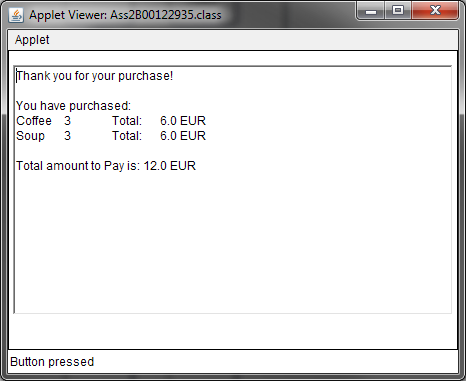 Applet Viewer: Ass2B00122935.class
Applet
Thank you for your purchase!
You have purchased:
Coffee 3 Total: 6.0 EUR
Soup 3 Total: 6.0 EUR
Total amount to Pay is: 12.0 EUR
Button pressed